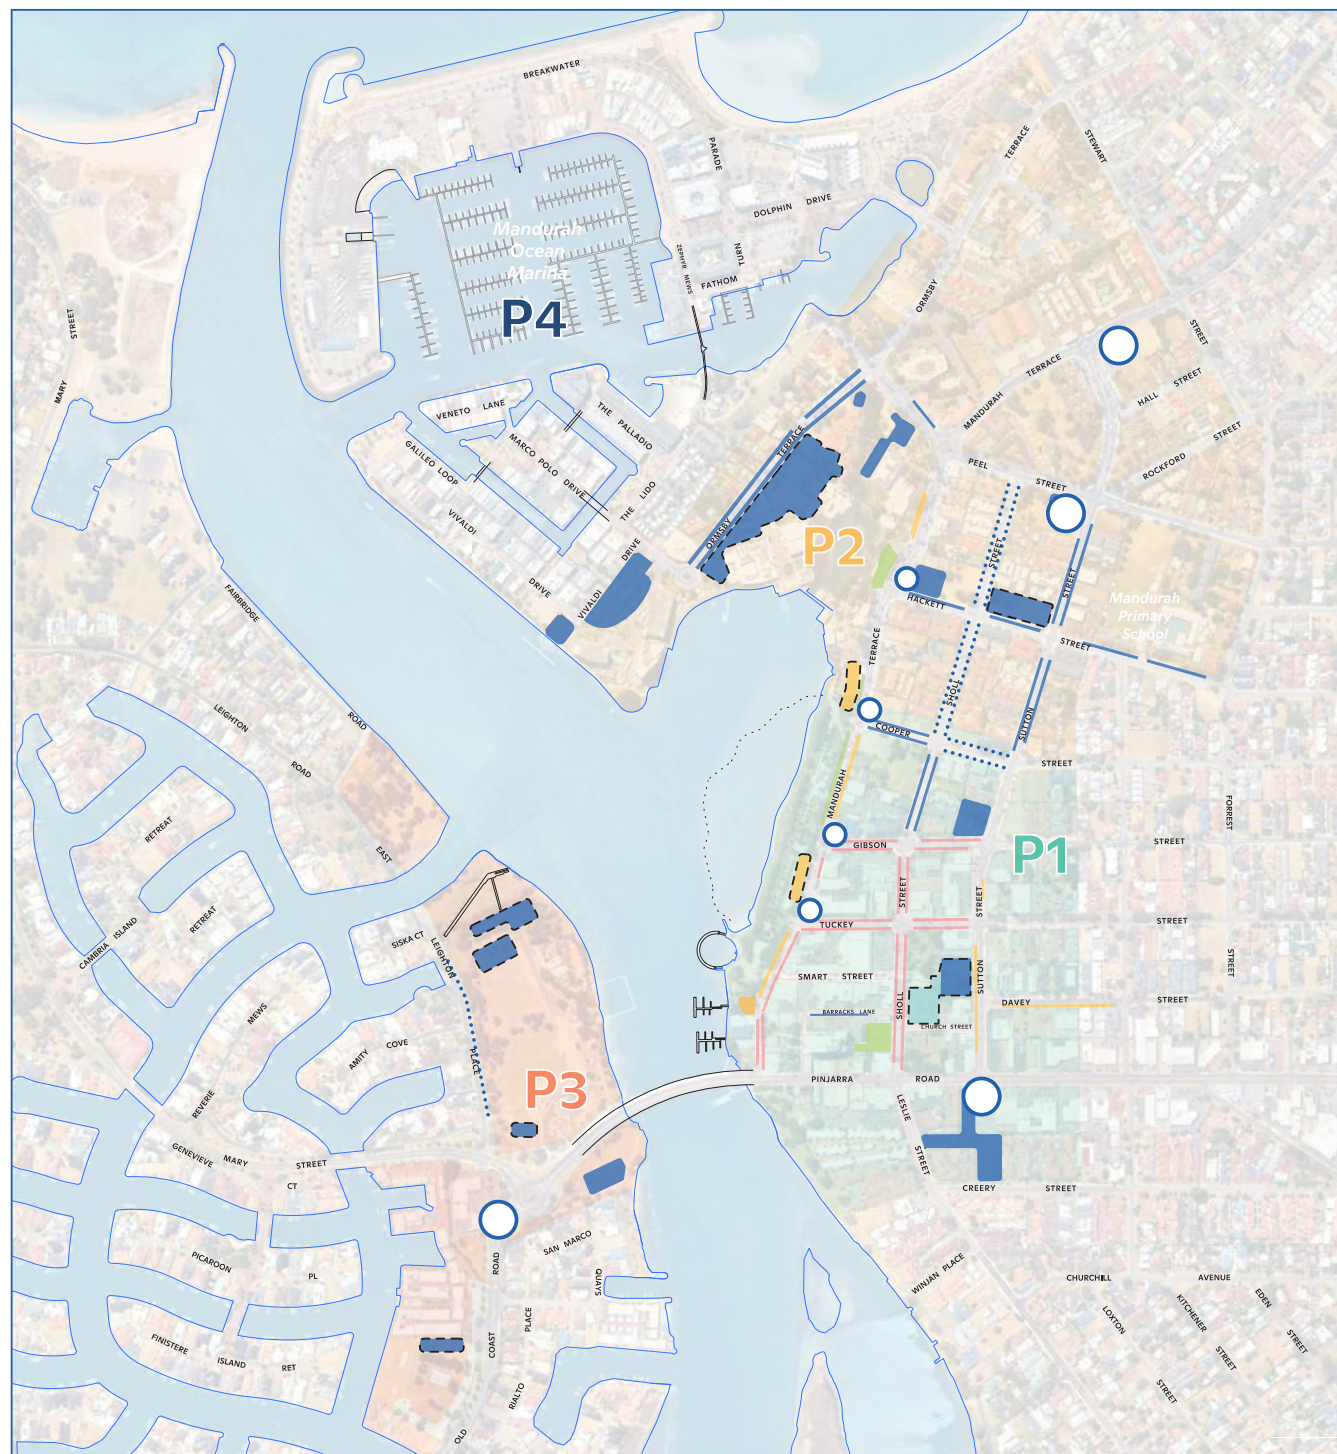 BREAKWATER
PARADE
TERRACE
STEWART
DOLPHIN DRIVE
Mandurah
Ocean
Marina
ZEPHYR MEWS
TURN
FATHOM
ORMSBY
P4
STREET
MARY
STREET
TERRACE
MANDURAH
HALL STREET
VENETO LANE
THE PALLADIO
GALILEO LOOP
MARCO POLO DRIVE
VIVALDI
DRIVE
THE LIDO
DRIVE
VIVALDI
TERRACE
ORMSBY
PEEL
STREET
ROCKFORD STREET
P2
STREET
STREET
HACKETT
STREET
Mandurah
Primary
School
FAIRBRIDGE
ROAD
TERRACE
SHOLL
SUTTON
COOPER
STREET
LEIGHTON
ROAD
EAST
MANDURAH
GIBSON
P1
STREET
FORREST
RETREAT
RETREAT
CAMBRIA ISLAND
STREET
STREET
TUCKEY
STREET
SISKA CT
LEIGHTON
PLACE
SMART STREET
SUTTON
STREET
SHOLL
BARRACKS LANE
CHURCH STREET
DAVEY
STREET
MEWS
REVERIE
AMITY COVE
P3
PINJARRA ROAD
LESLIE
STREET
GENEVIEVE MARY STREET
CT
CREERY STREET
PICAROON
PL
ROAD
SAN MARCO
QUAYS
WINJAN PLACE
CHURCHILL AVENUE
EDEN
STREET
KITCHENER
STREET
LOXTON
STREET
FINISTERE ISLAND RET
COAST
PLACE
RIALTO
OLD